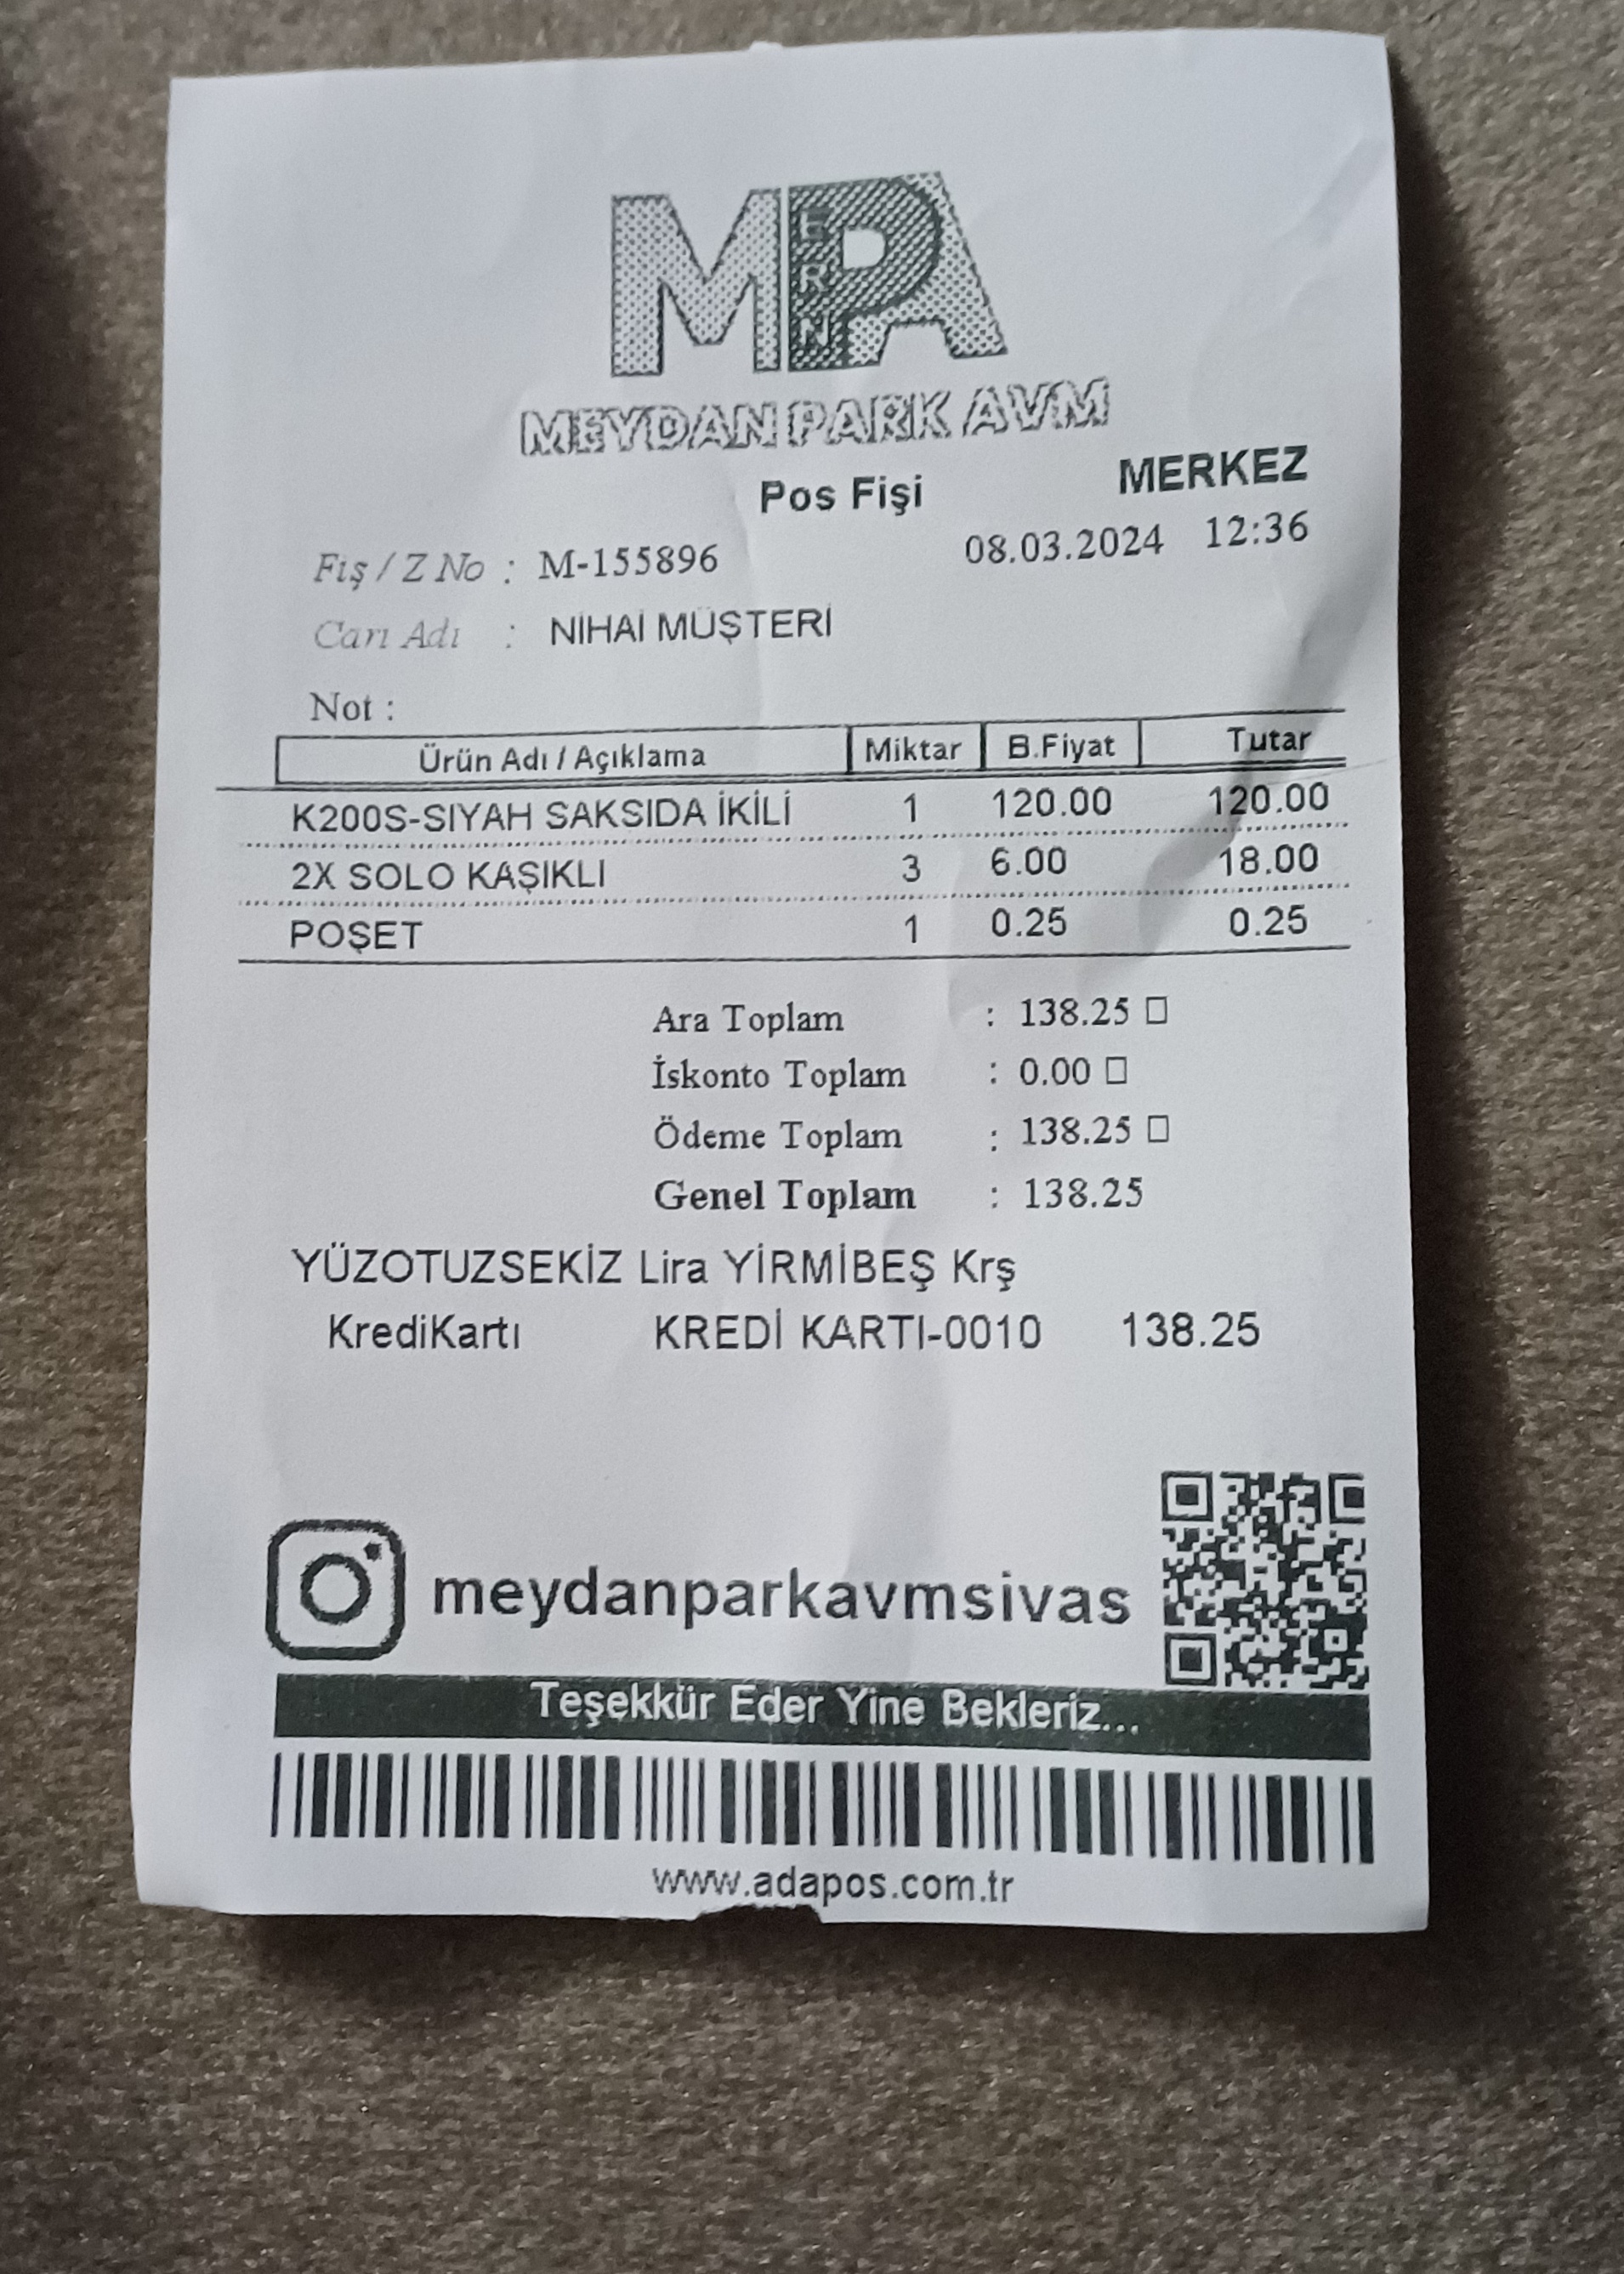 MPA
ERN
MEYDAN PARK AVM
Pos Fişi MERKEZ
Fiş / Z No : M-155896 08.03.2024 12:36
Cari Adı : NİHAİ MÜŞTERİ
Not :
Ürün Adı / Açıklama Miktar B.Fiyat Tutar
K200S-SIYAH SAKSIDA İKİLİ 1 120.00 120.00
2X SOLO KAŞIKLI 3 6.00 18.00
POŞET 1 0.25 0.25
Ara Toplam : 138.25
İskonto Toplam : 0.00
Ödeme Toplam : 138.25
Genel Toplam : 138.25
YÜZOTUZSEKİZ Lira YİRMİBEŞ Krş
KrediKartı KREDİ KARTI-0010 138.25
meydanparkavmsivas
Teşekkür Eder Yine Bekleriz...
www.adapos.com.tr